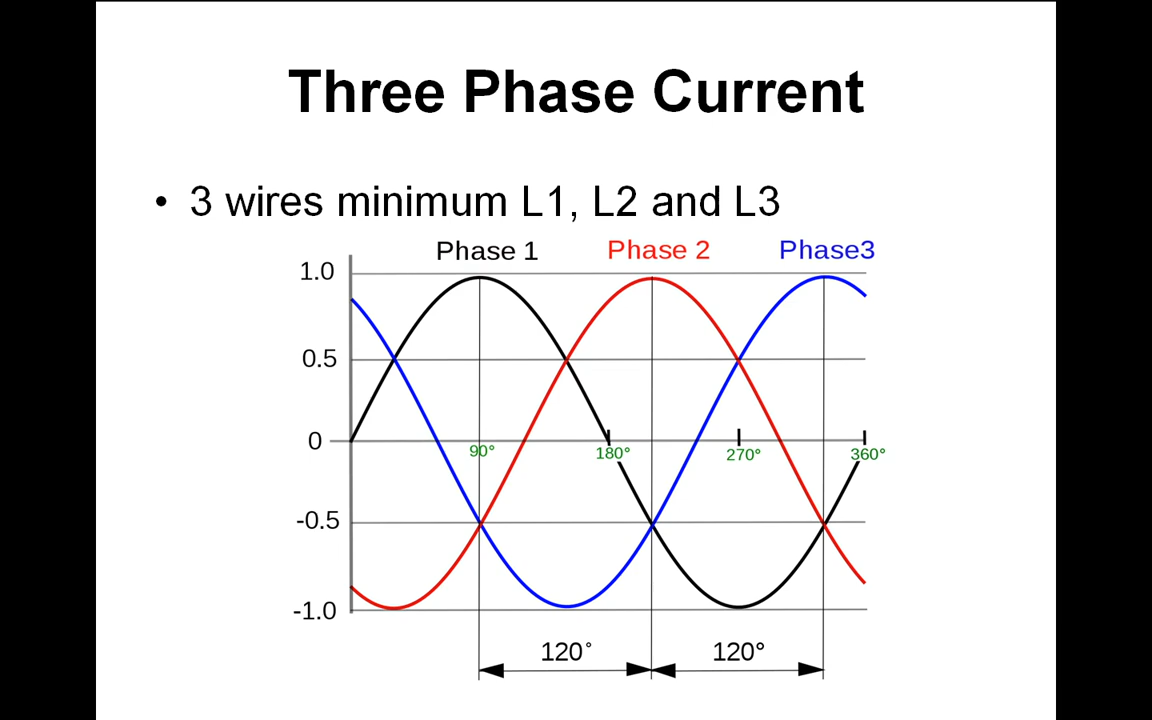 Three Phase Current
• 3 wires minimum L1, L2 and L3
Phase 1 Phase 2 Phase3
1.0
0.5
0
90° 180° 270° 360°
-0.5
-1.0
120° 120°